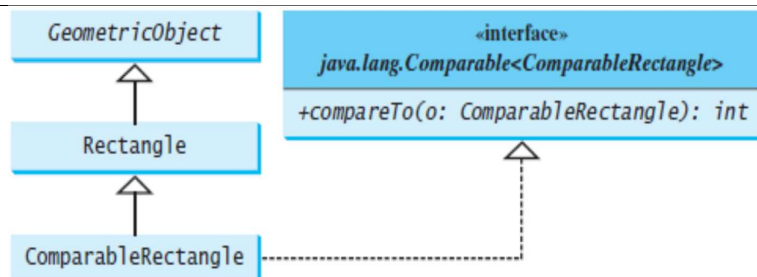 GeometricObject
«interface»
java.lang.Comparable<ComparableRectangle>
+compareTo(o: ComparableRectangle): int
Rectangle
ComparableRectangle